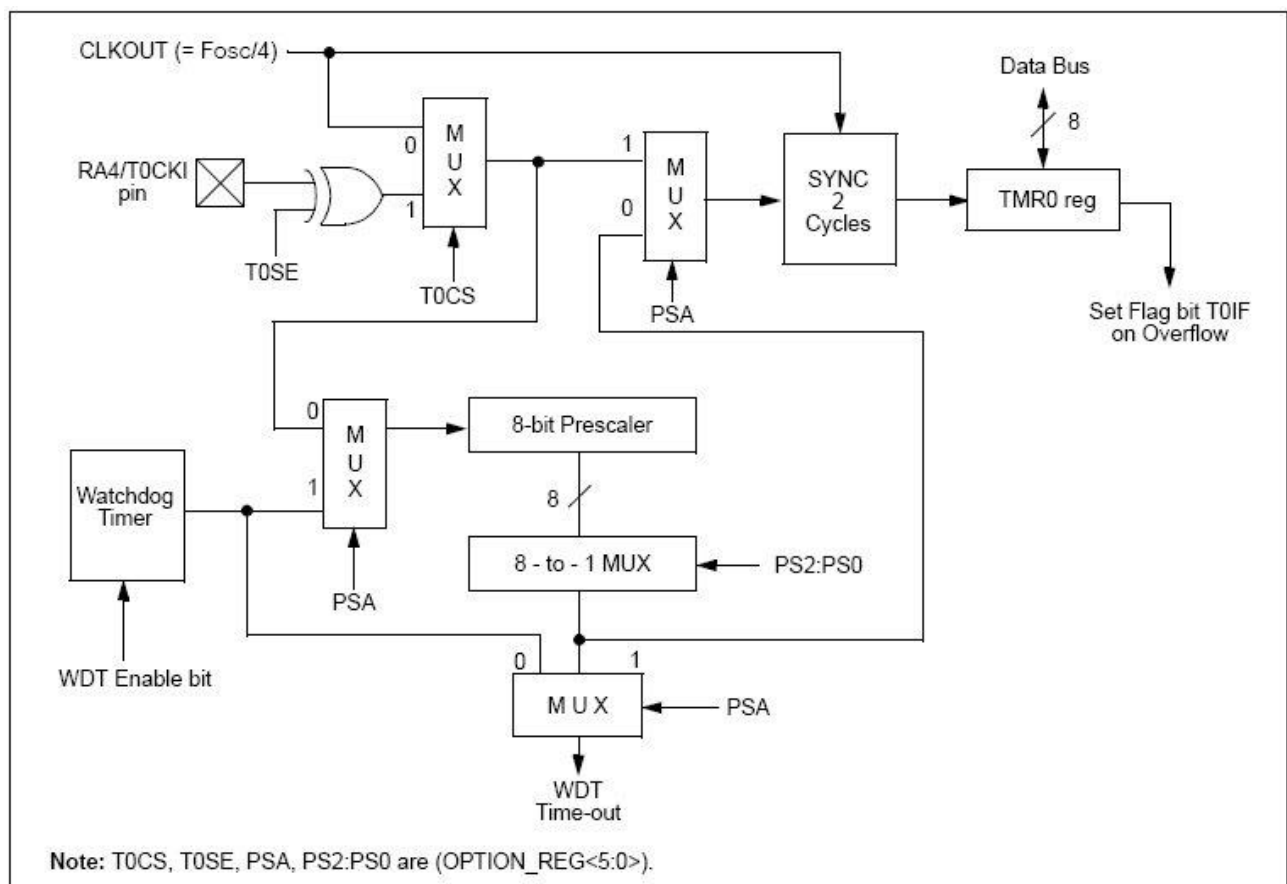 CLKOUT (= Fosc/4)
Data Bus
8
RA4/T0CKI
pin
T0SE
0
1
M
U
X
T0CS
1
0
M
U
X
PSA
SYNC
2
Cycles
TMR0 reg
Set Flag bit T0IF
on Overflow
Watchdog
Timer
WDT Enable bit
0
1
M
U
X
PSA
8-bit Prescaler
8
8 - to - 1 MUX
PS2:PS0
0
1
M U X
PSA
WDT
Time-out
Note: T0CS, T0SE, PSA, PS2:PS0 are (OPTION_REG<5:0>).